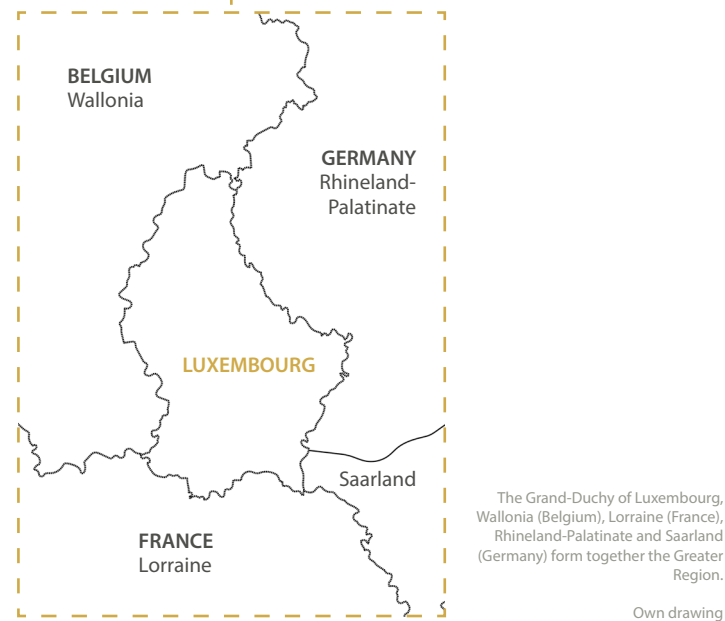 BELGIUM
Wallonia
GERMANY
Rhineland-
Palatinate
LUXEMBOURG
Saarland
FRANCE
Lorraine
The Grand-Duchy of Luxembourg,
Wallonia (Belgium), Lorraine (France),
Rhineland-Palatinate and Saarland
(Germany) form together the Greater
Region.
Own drawing